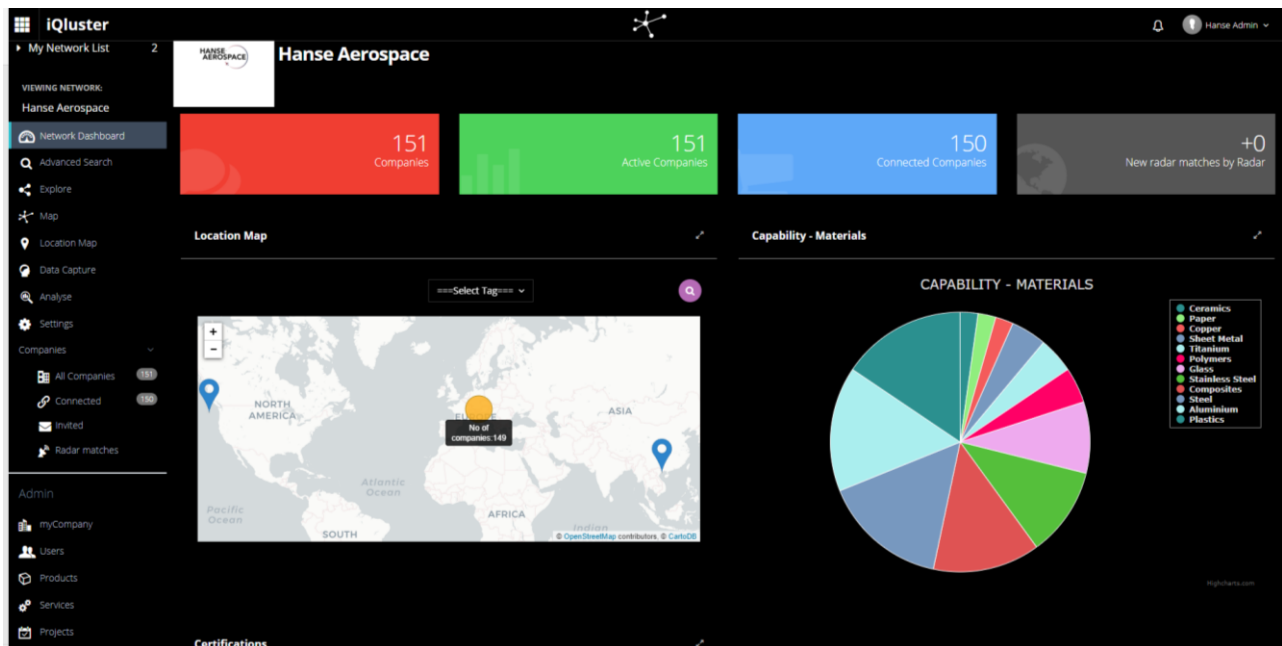 iQluster
Hanse Admin
My Network List 2
VIEWING NETWORK:
Hanse Aerospace
Network Dashboard
Advanced Search
Explore
Map
Location Map
Data Capture
Analyse
Settings
Companies
All Companies 151
Connected 150
Invited
Radar matches
Admin
myCompany
Users
Products
Services
Projects
HANSE
AEROSPACE
Hanse Aerospace
151
Companies
151
Active Companies
150
Connected Companies
+0
New radar matches by Radar
Location Map
===Select Tag===
+
−
NORTH
AMERICA
ASIA
No of
companies:149
Atlantic
Ocean
Pacific
Ocean
AFRICA
SOUTH
Indian
© OpenStreetMap contributors, © CartoDB
Capability - Materials
CAPABILITY - MATERIALS
Ceramics
Paper
Copper
Sheet Metal
Titanium
Polymers
Glass
Stainless Steel
Composites
Steel
Aluminium
Plastics
Highcharts.com
Certifications